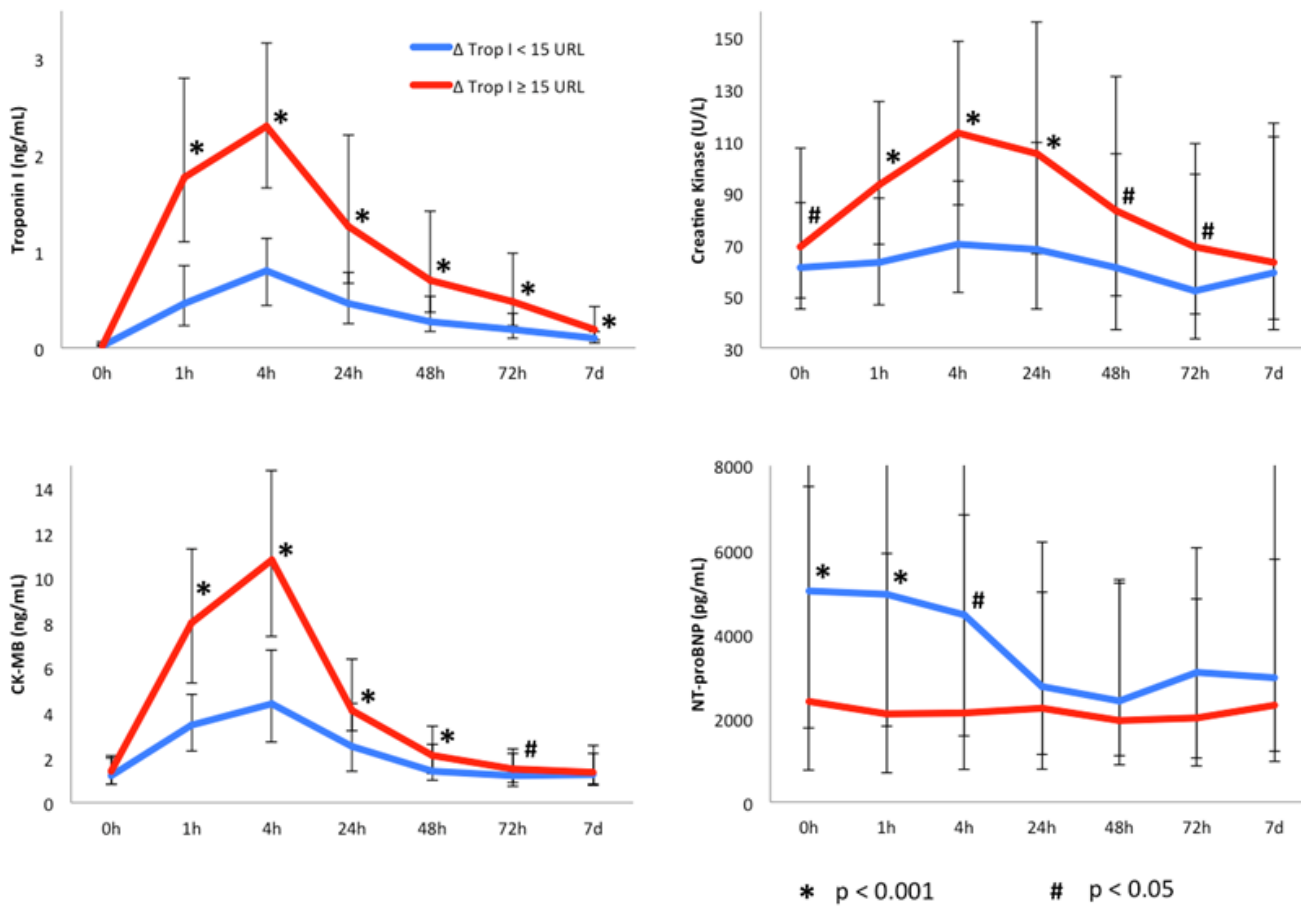 Troponin I (ng/mL)
3
2
1
0
Δ Trop I < 15 URL
Δ Trop I ≥ 15 URL
* * * * * *
0h 1h 4h 24h 48h 72h 7d
Creatine Kinase (U/L)
150
130
110
90
70
50
30
# * * * # #
0h 1h 4h 24h 48h 72h 7d
CK-MB (ng/mL)
14
12
10
8
6
4
2
0
* * * * #
0h 1h 4h 24h 48h 72h 7d
NT-proBNP (pg/mL)
8000
6000
4000
2000
0
* * #
0h 1h 4h 24h 48h 72h 7d
* p < 0.001 # p < 0.05